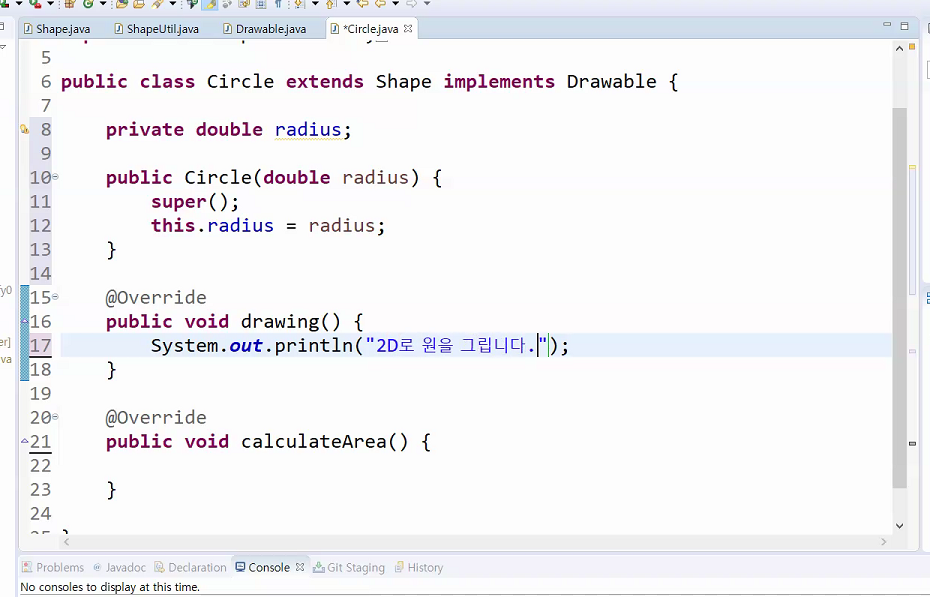 Shape.java ShapeUtil.java Drawable.java *Circle.java
5
6 public class Circle extends Shape implements Drawable {
7
8 private double radius;
9
10 public Circle(double radius) {
11 super();
12 this.radius = radius;
13 }
14
15 @Override
16 public void drawing() {
17 System.out.println("2D로 원을 그립니다.");
18 }
19
20 @Override
21 public void calculateArea() {
22
23 }
24
Problems Javadoc Declaration Console Git Staging History
No consoles to display at this time.